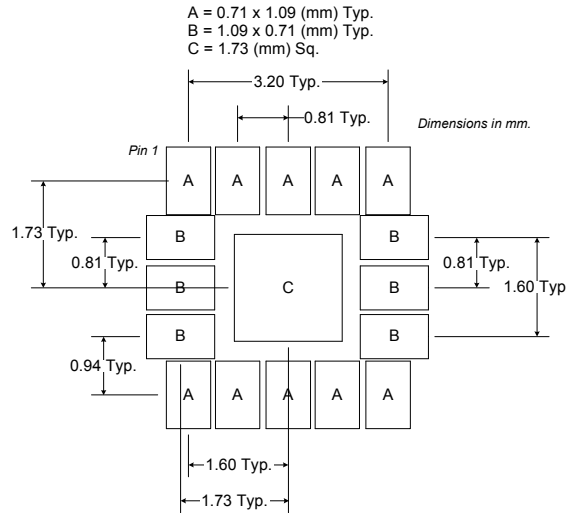 A = 0.71 x 1.09 (mm) Typ.
B = 1.09 x 0.71 (mm) Typ.
C = 1.73 (mm) Sq.
3.20 Typ.
0.81 Typ.
Dimensions in mm.
Pin 1
A A A A A
1.73 Typ.
B B
0.81 Typ. 0.81 Typ.
B C B
1.60 Typ
B B
0.94 Typ.
A A A A A
1.60 Typ.
1.73 Typ.